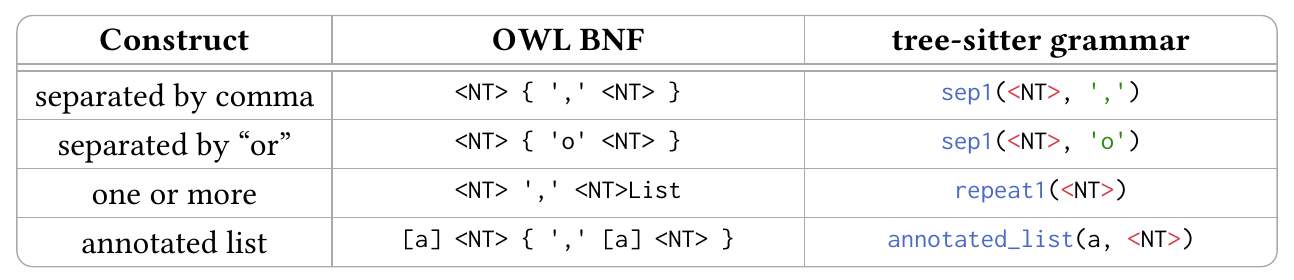 Construct OWL BNF tree-sitter grammar
separated by comma <NT> { ',' <NT> } sep1(<NT>, ',')
separated by “or” <NT> { 'o' <NT> } sep1(<NT>, 'o')
one or more <NT> ',' <NT>List repeat1(<NT>)
annotated list [a] <NT> { ',' [a] <NT> } annotated_list(a, <NT>)